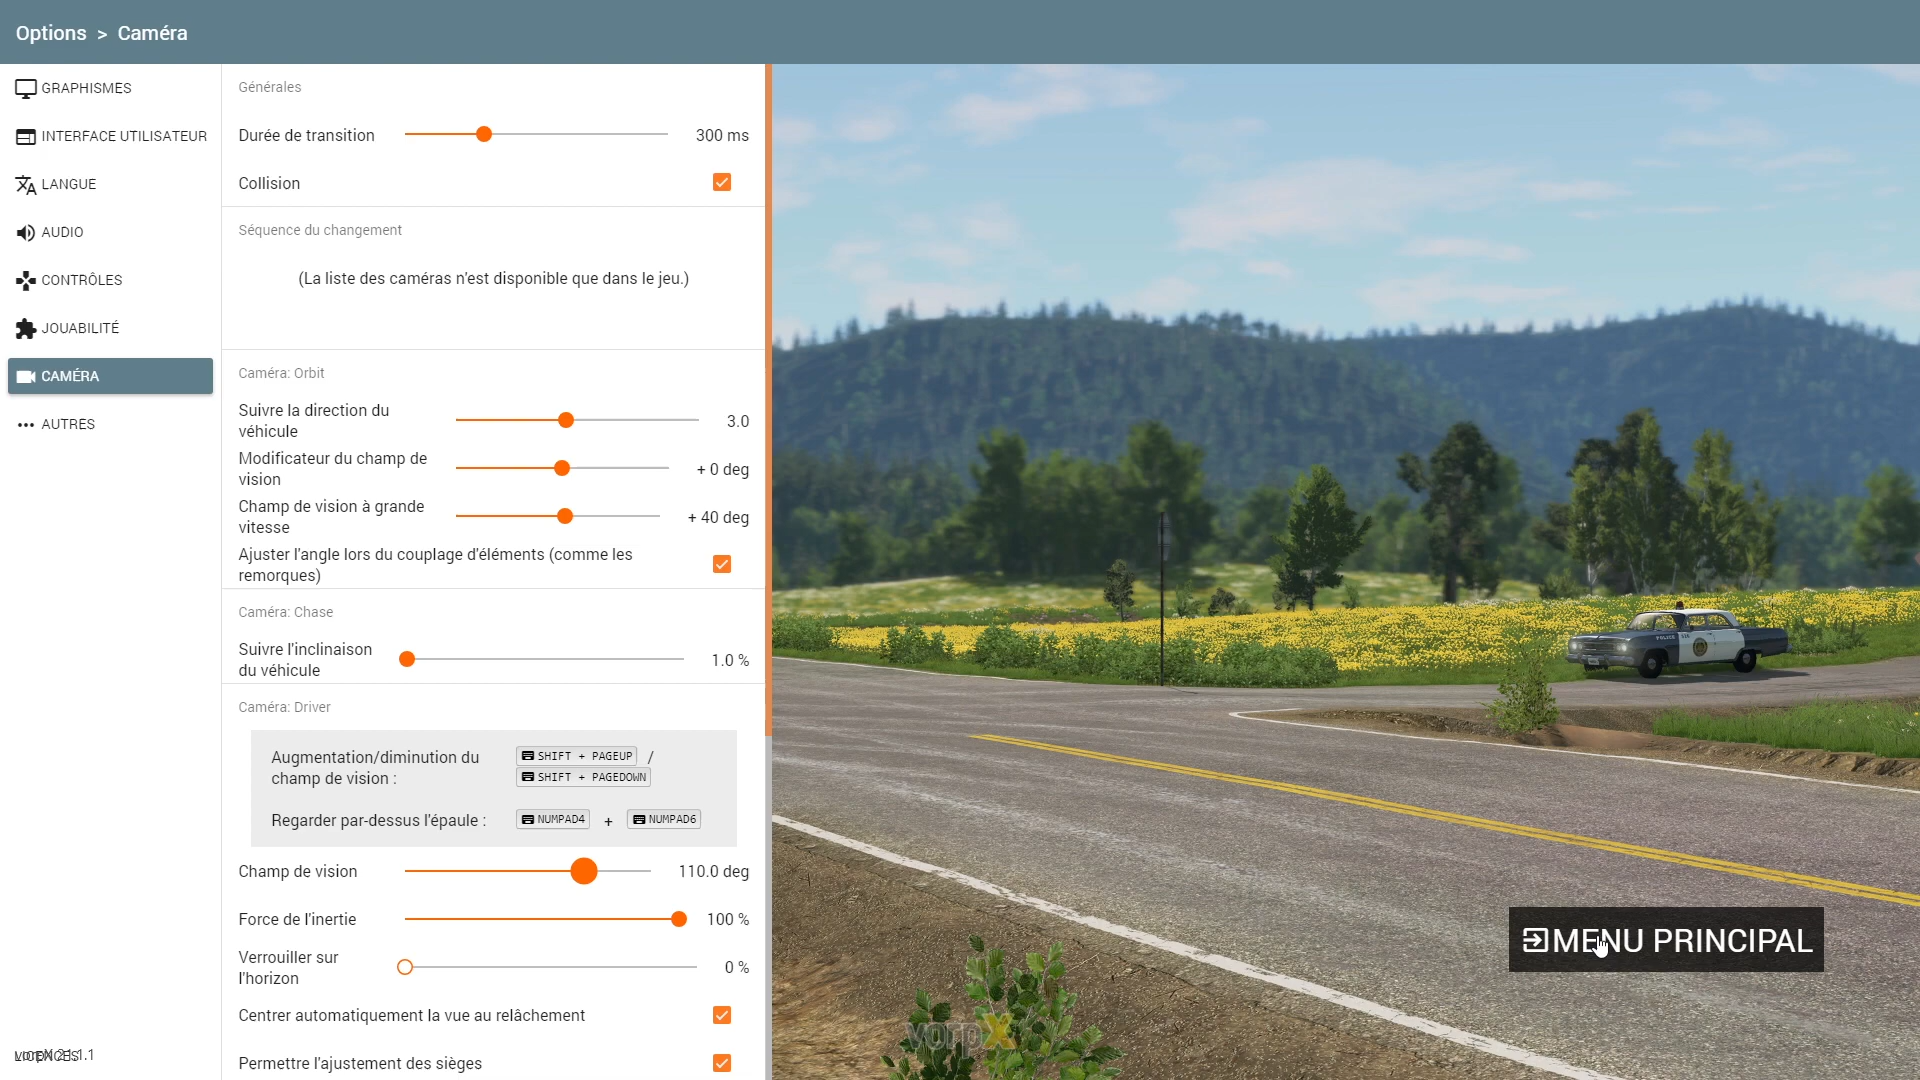 Options > Caméra
GRAPHISMES
INTERFACE UTILISATEUR
LANGUE
AUDIO
CONTRÔLES
JOUABILITÉ
CAMÉRA
AUTRES
Générales
Durée de transition 300 ms
Collision
Séquence du changement
(La liste des caméras n'est disponible que dans le jeu.)
Caméra: Orbit
Suivre la direction du
véhicule 3.0
Modificateur du champ de
vision + 0 deg
Champ de vision à grande
vitesse + 40 deg
Ajuster l'angle lors du couplage d'éléments (comme les
remorques)
Caméra: Chase
Suivre l'inclinaison
du véhicule 1.0 %
Caméra: Driver
Augmentation/diminution du
champ de vision :
SHIFT + PAGEUP /
SHIFT + PAGEDOWN
Regarder par-dessus l'épaule : NUMPAD4 + NUMPAD6
Champ de vision 110.0 deg
Force de l'inertie 100 %
Verrouiller sur
l'horizon 0 %
Centrer automatiquement la vue au relâchement
Permettre l'ajustement des sièges
POLICE
MENU PRINCIPAL
vorpX